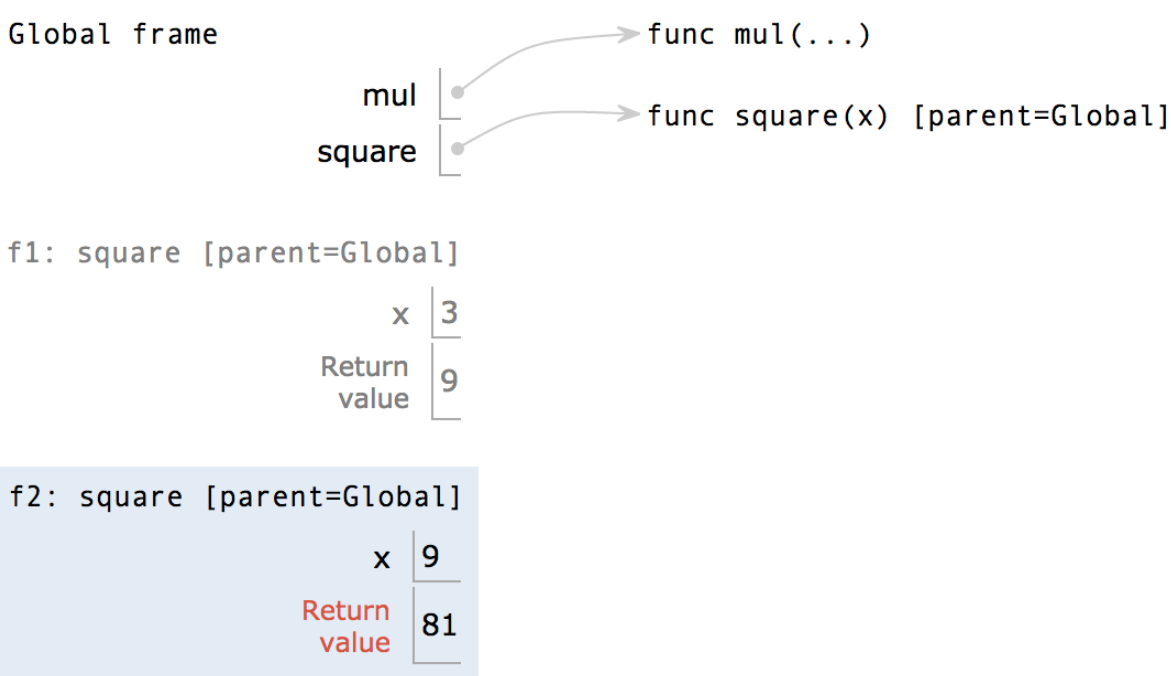 Global frame
func mul(...)
mul
func square(x) [parent=Global]
square
f1: square [parent=Global]
x 3
Return
value 9
f2: square [parent=Global]
x 9
Return
value 81